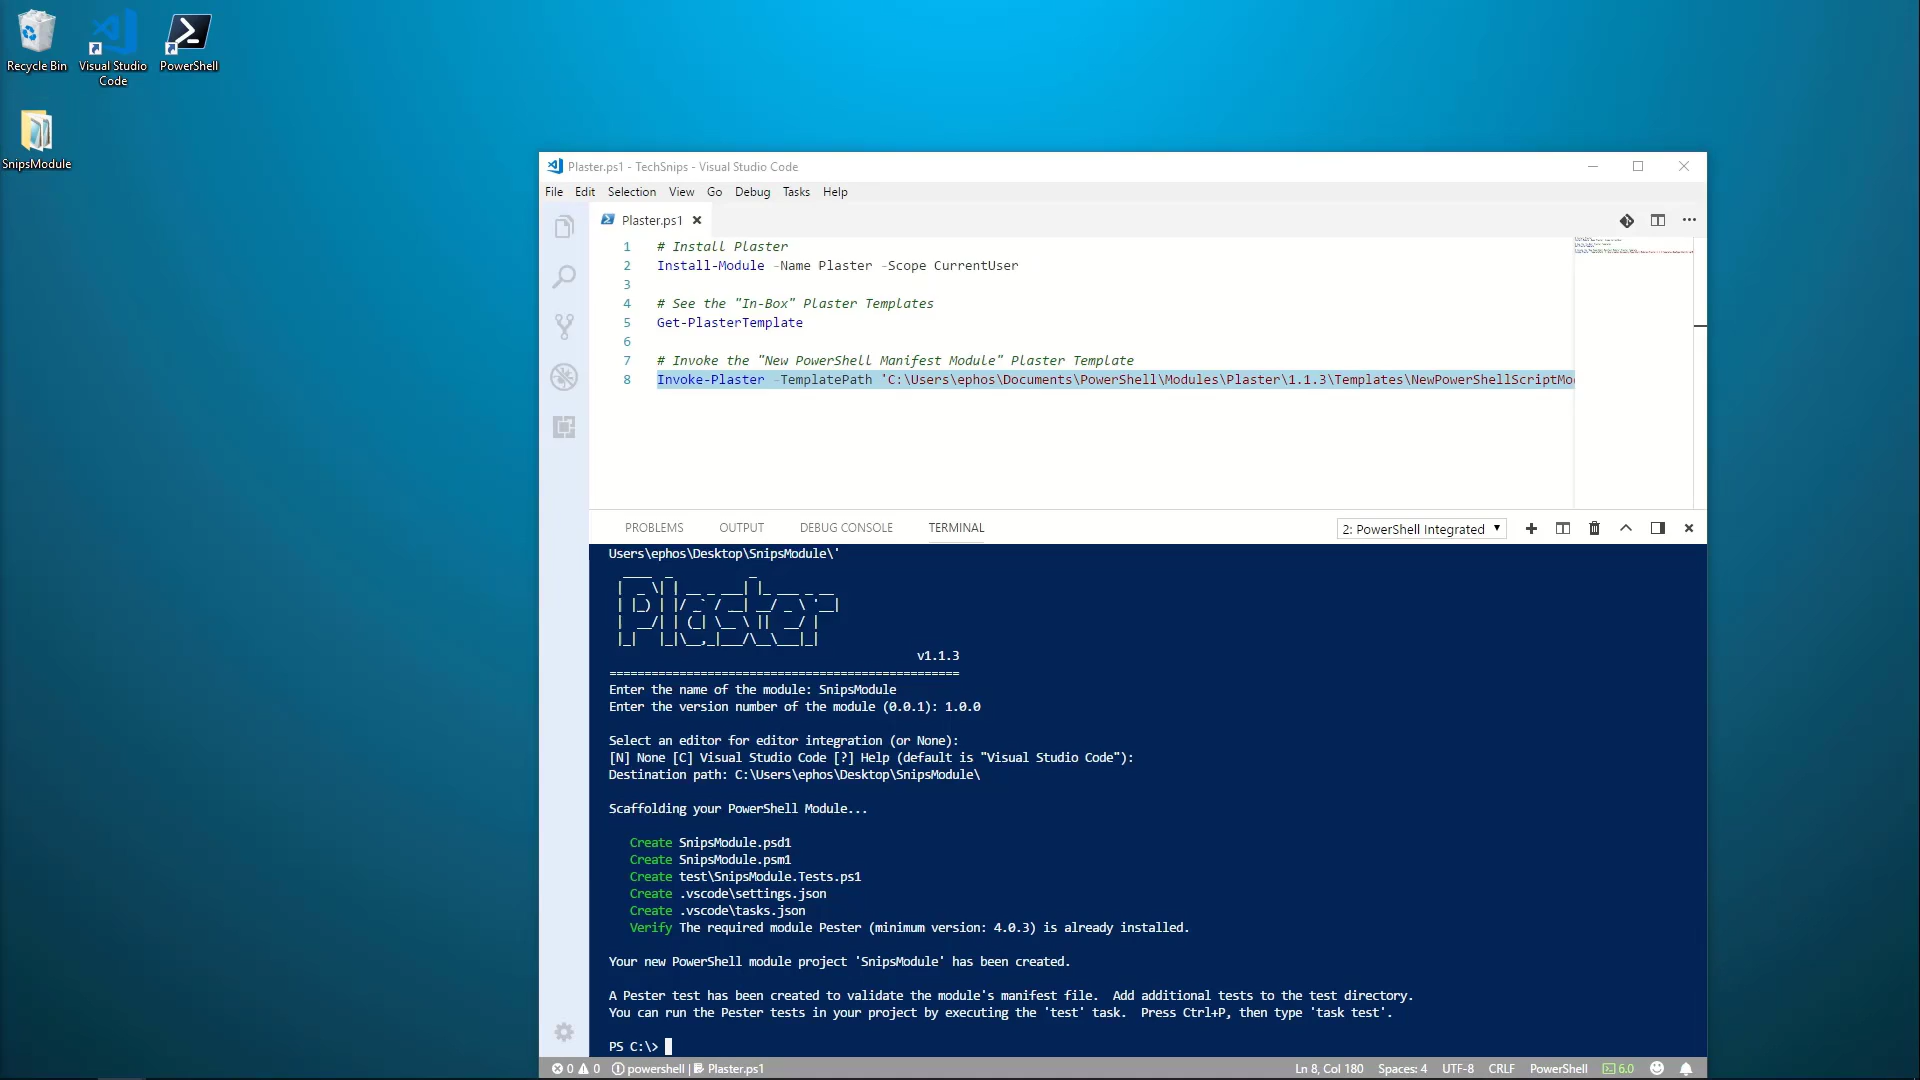 Recycle Bin
Visual Studio
Code
PowerShell
SnipsModule
Plaster.ps1 - TechSnips - Visual Studio Code
File Edit Selection View Go Debug Tasks Help
Plaster.ps1
1 # Install Plaster
2 Install-Module -Name Plaster -Scope CurrentUser
3
4 # See the "In-Box" Plaster Templates
5 Get-PlasterTemplate
6
7 # Invoke the "New PowerShell Manifest Module" Plaster Template
8 Invoke-Plaster -TemplatePath 'C:\Users\ephos\Documents\PowerShell\Modules\Plaster\1.1.3\Templates\NewPowerShellScriptMo
PROBLEMS OUTPUT DEBUG CONSOLE TERMINAL 2: PowerShell Integrated
Users\ephos\Desktop\SnipsModule\'
Plaster
v1.1.3
==================================================
Enter the name of the module: SnipsModule
Enter the version number of the module (0.0.1): 1.0.0
Select an editor for editor integration (or None):
[N] None [C] Visual Studio Code [?] Help (default is "Visual Studio Code"):
Destination path: C:\Users\ephos\Desktop\SnipsModule\
Scaffolding your PowerShell Module...
Create SnipsModule.psd1
Create SnipsModule.psm1
Create test\SnipsModule.Tests.ps1
Create .vscode\settings.json
Create .vscode\tasks.json
Verify The required module Pester (minimum version: 4.0.3) is already installed.
Your new PowerShell module project 'SnipsModule' has been created.
A Pester test has been created to validate the module's manifest file. Add additional tests to the test directory.
You can run the Pester tests in your project by executing the 'test' task. Press Ctrl+P, then type 'task test'.
PS C:\>
0 0 powershell | Plaster.ps1 Ln 8, Col 180 Spaces: 4 UTF-8 CRLF PowerShell 6.0